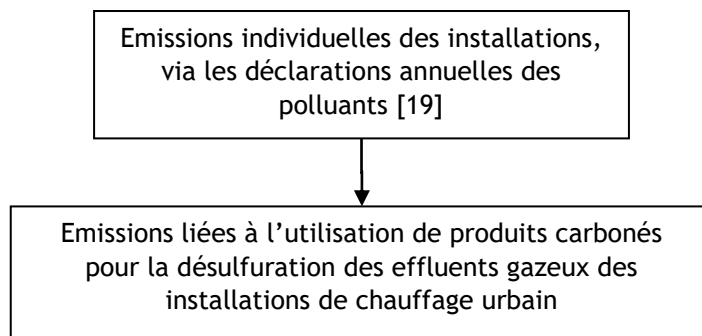 Emissions individuelles des installations,
via les déclarations annuelles des
polluants [19]
Emissions liées à l’utilisation de produits carbonés
pour la désulfuration des effluents gazeux des
installations de chauffage urbain